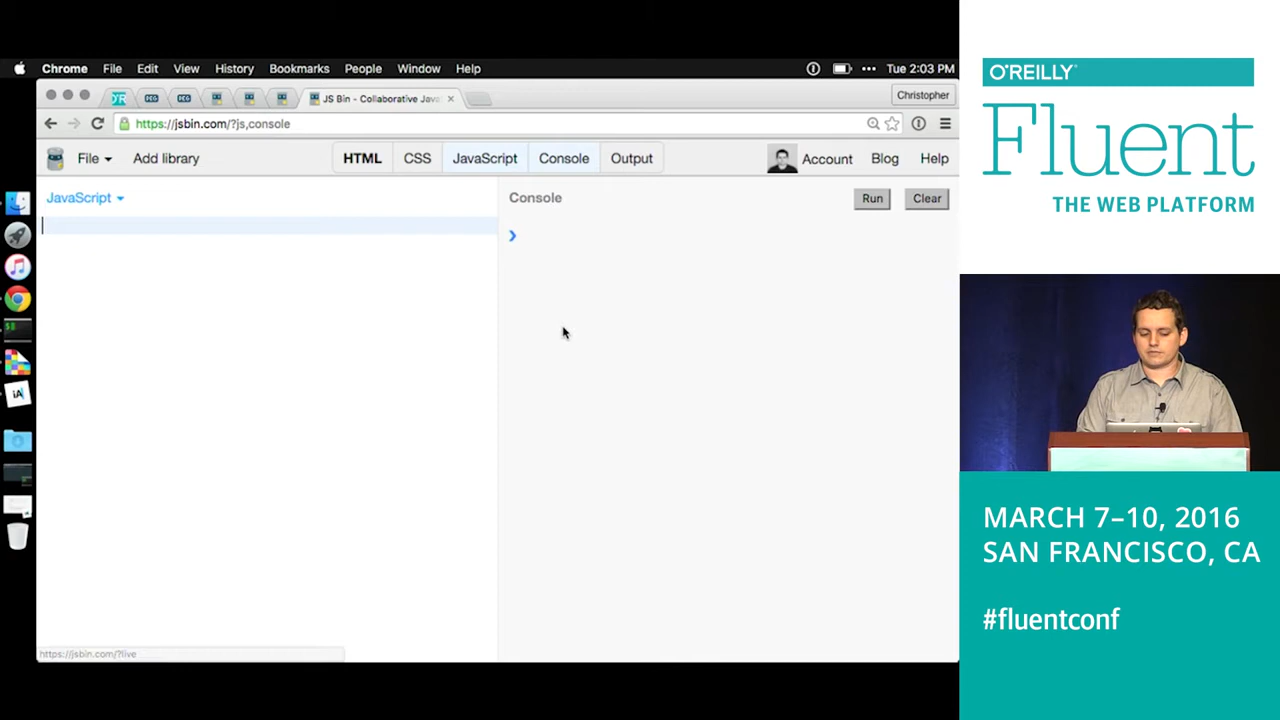 Chrome File Edit View History Bookmarks People Window Help Tue 2:03 PM
JS Bin - Collaborative Java Christopher
https://jsbin.com/?js,console
File Add library HTML CSS JavaScript Console Output Account Blog Help
JavaScript Console Run Clear
https://jsbin.com/?live
O'REILLY®
Fluent
THE WEB PLATFORM
MARCH 7–10, 2016
SAN FRANCISCO, CA
#fluentconf